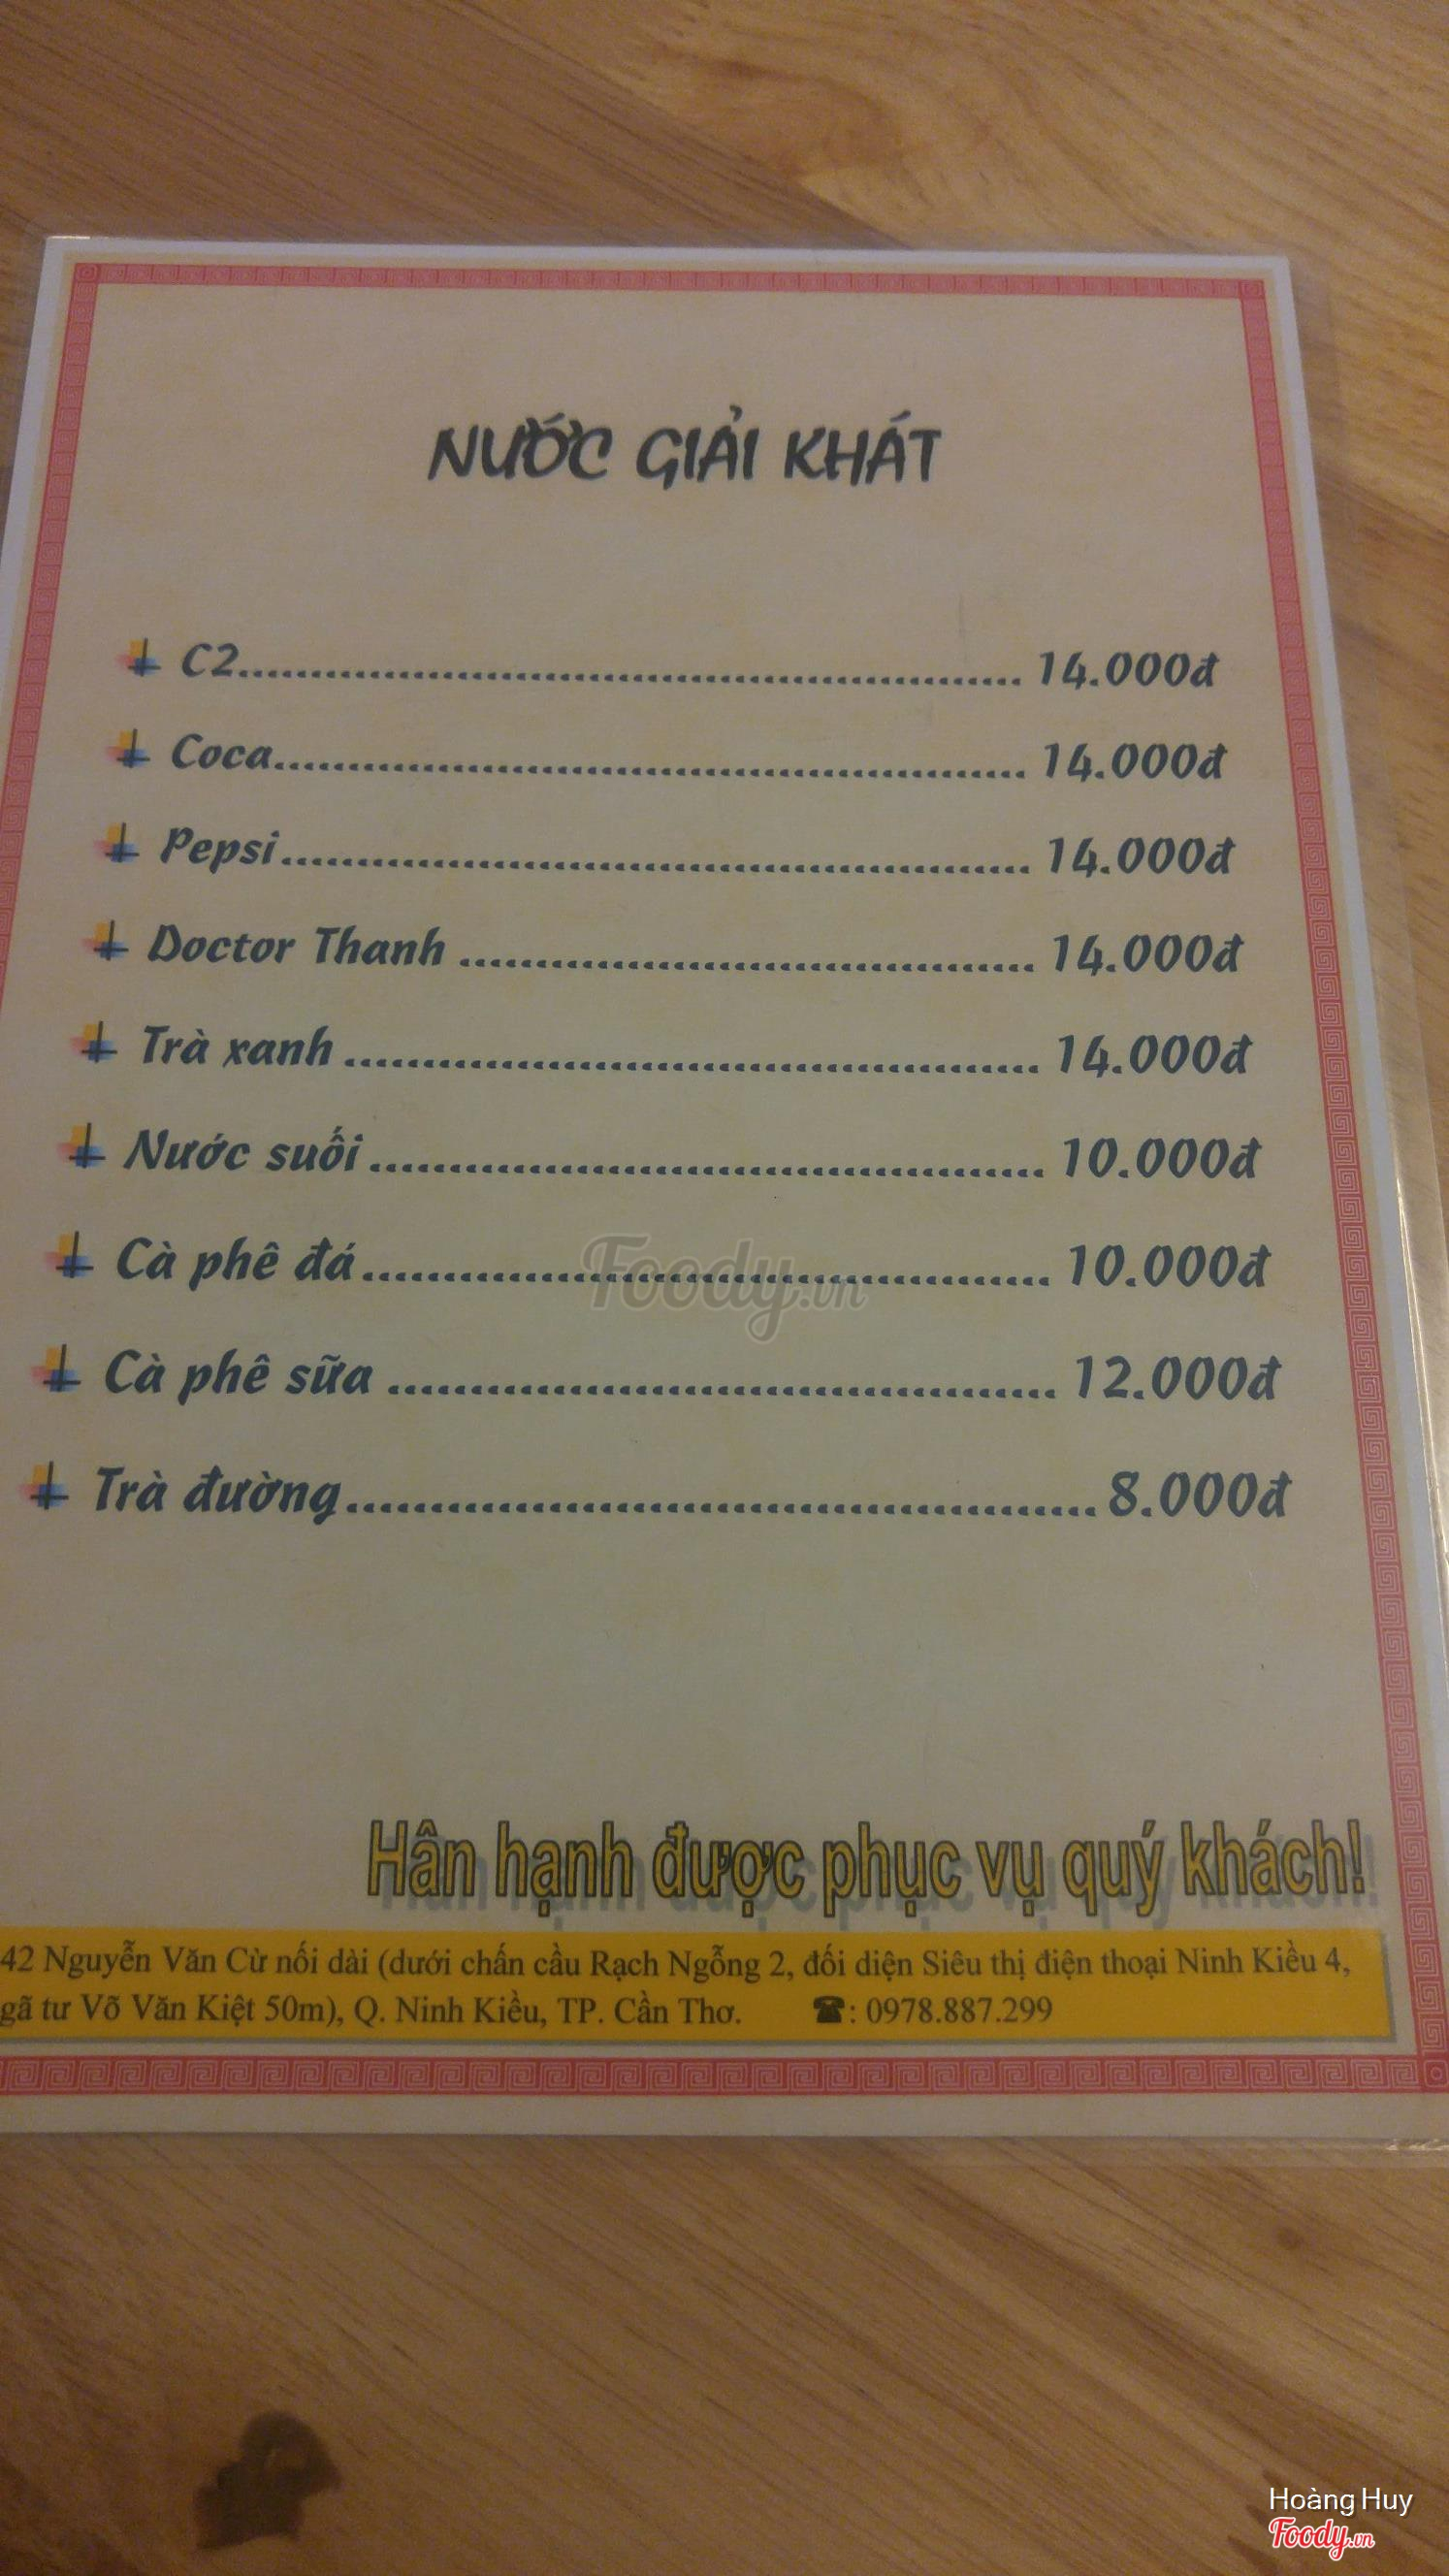 NƯỚC GIẢI KHÁT
C2........................................................ 14.000đ
Coca..................................................... 14.000đ
Pepsi.................................................... 14.000đ
Doctor Thanh ....................................... 14.000đ
Trà xanh .............................................. 14.000đ
Nước suối ............................................. 10.000đ
Cà phê đá............................................. 10.000đ
Cà phê sữa ........................................... 12.000đ
Trà đường............................................... 8.000đ
Foody.vn
Hân hạnh được phục vụ quý khách!
42 Nguyễn Văn Cừ nối dài (dưới chấn cầu Rạch Ngỗng 2, đối diện Siêu thị điện thoại Ninh Kiều 4,
gã tư Võ Văn Kiệt 50m), Q. Ninh Kiều, TP. Cần Thơ. ☎: 0978.887.299
Hoàng Huy
Foody.vn